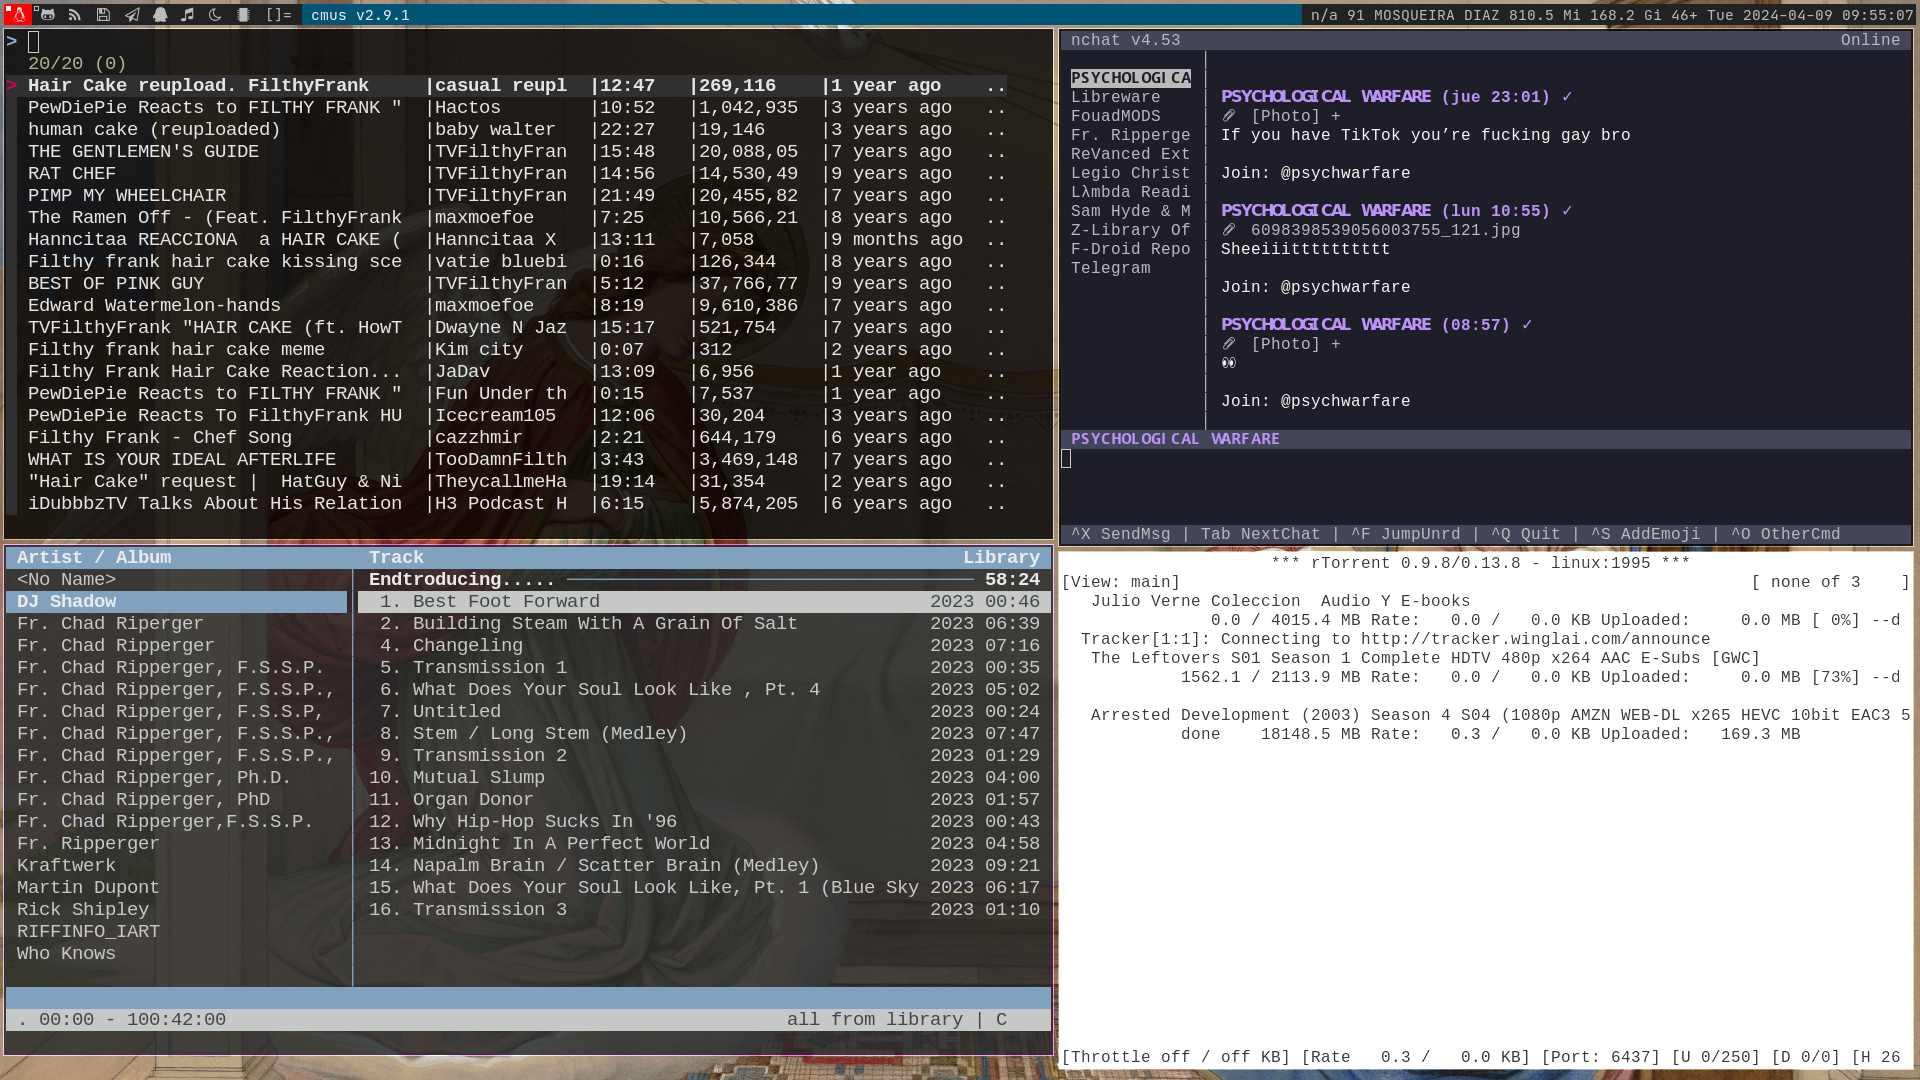 []= cmus v2.9.1 n/a 91 MOSQUEIRA DIAZ 810.5 Mi 168.2 Gi 46+ Tue 2024-04-09 09:55:07
>
20/20 (0)
> Hair Cake reupload. FilthyFrank |casual reupl |12:47 |269,116 |1 year ago ..
PewDiePie Reacts to FILTHY FRANK " |Hactos |10:52 |1,042,935 |3 years ago ..
human cake (reuploaded) |baby walter |22:27 |19,146 |3 years ago ..
THE GENTLEMEN'S GUIDE |TVFilthyFran |15:48 |20,088,05 |7 years ago ..
RAT CHEF |TVFilthyFran |14:56 |14,530,49 |9 years ago ..
PIMP MY WHEELCHAIR |TVFilthyFran |21:49 |20,455,82 |7 years ago ..
The Ramen Off - (Feat. FilthyFrank |maxmoefoe |7:25 |10,566,21 |8 years ago ..
Hanncitaa REACCIONA  a HAIR CAKE ( |Hanncitaa X |13:11 |7,058 |9 months ago ..
Filthy frank hair cake kissing sce |vatie bluebi |0:16 |126,344 |8 years ago ..
BEST OF PINK GUY |TVFilthyFran |5:12 |37,766,77 |9 years ago ..
Edward Watermelon-hands |maxmoefoe |8:19 |9,610,386 |7 years ago ..
TVFilthyFrank "HAIR CAKE (ft. HowT |Dwayne N Jaz |15:17 |521,754 |7 years ago ..
Filthy frank hair cake meme |Kim city |0:07 |312 |2 years ago ..
Filthy Frank Hair Cake Reaction... |JaDav |13:09 |6,956 |1 year ago ..
PewDiePie Reacts to FILTHY FRANK " |Fun Under th |0:15 |7,537 |1 year ago ..
PewDiePie Reacts To FilthyFrank HU |Icecream105 |12:06 |30,204 |3 years ago ..
Filthy Frank - Chef Song |cazzhmir |2:21 |644,179 |6 years ago ..
WHAT IS YOUR IDEAL AFTERLIFE |TooDamnFilth |3:43 |3,469,148 |7 years ago ..
"Hair Cake" request |  HatGuy & Ni |TheycallmeHa |19:14 |31,354 |2 years ago ..
iDubbbzTV Talks About His Relation |H3 Podcast H |6:15 |5,874,205 |6 years ago ..
nchat v4.53 Online
PSYCHOLOGICA
Libreware
FouadMODS
Fr. Ripperge
ReVanced Ext
Legio Christ
Lλmbda Readi
Sam Hyde & M
Z-Library Of
F-Droid Repo
Telegram
PSYCHOLOGICAL WARFARE (jue 23:01) ✓
[Photo] +
If you have TikTok you’re fucking gay bro
Join: @psychwarfare
PSYCHOLOGICAL WARFARE (lun 10:55) ✓
6098398539056003755_121.jpg
Sheeiiittttttttttt
Join: @psychwarfare
PSYCHOLOGICAL WARFARE (08:57) ✓
[Photo] +
👀
Join: @psychwarfare
PSYCHOLOGICAL WARFARE
^X SendMsg | Tab NextChat | ^F JumpUnrd | ^Q Quit | ^S AddEmoji | ^O OtherCmd
Artist / Album
<No Name>
DJ Shadow
Fr. Chad Riperger
Fr. Chad Ripperger
Fr. Chad Ripperger, F.S.S.P.
Fr. Chad Ripperger, F.S.S.P.,
Fr. Chad Ripperger, F.S.S.P,
Fr. Chad Ripperger, F.S.S.P.,
Fr. Chad Ripperger, F.S.S.P.,
Fr. Chad Ripperger, Ph.D.
Fr. Chad Ripperger, PhD
Fr. Chad Ripperger,F.S.S.P.
Fr. Ripperger
Kraftwerk
Martin Dupont
Rick Shipley
RIFFINFO_IART
Who Knows
Track Library
Endtroducing..... 58:24
1. Best Foot Forward 2023 00:46
2. Building Steam With A Grain Of Salt 2023 06:39
4. Changeling 2023 07:16
5. Transmission 1 2023 00:35
6. What Does Your Soul Look Like , Pt. 4 2023 05:02
7. Untitled 2023 00:24
8. Stem / Long Stem (Medley) 2023 07:47
9. Transmission 2 2023 01:29
10. Mutual Slump 2023 04:00
11. Organ Donor 2023 01:57
12. Why Hip-Hop Sucks In '96 2023 00:43
13. Midnight In A Perfect World 2023 04:58
14. Napalm Brain / Scatter Brain (Medley) 2023 09:21
15. What Does Your Soul Look Like, Pt. 1 (Blue Sky 2023 06:17
16. Transmission 3 2023 01:10
. 00:00 - 100:42:00 all from library | C
*** rTorrent 0.9.8/0.13.8 - linux:1995 ***
[View: main] [ none of 3 ]
Julio Verne Coleccion  Audio Y E-books
0.0 / 4015.4 MB Rate: 0.0 / 0.0 KB Uploaded: 0.0 MB [ 0%] --d
Tracker[1:1]: Connecting to http://tracker.winglai.com/announce
The Leftovers S01 Season 1 Complete HDTV 480p x264 AAC E-Subs [GWC]
1562.1 / 2113.9 MB Rate: 0.0 / 0.0 KB Uploaded: 0.0 MB [73%] --d
Arrested Development (2003) Season 4 S04 (1080p AMZN WEB-DL x265 HEVC 10bit EAC3 5
done 18148.5 MB Rate: 0.3 / 0.0 KB Uploaded: 169.3 MB
[Throttle off / off KB] [Rate 0.3 / 0.0 KB] [Port: 6437] [U 0/250] [D 0/0] [H 26